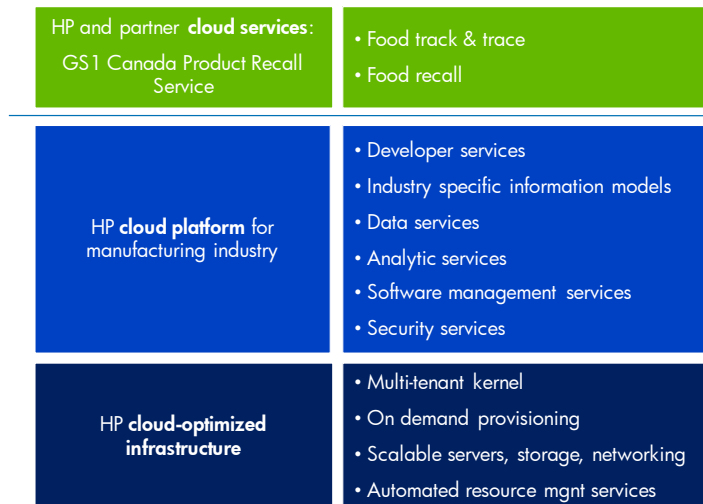 HP and partner cloud services:
GS1 Canada Product Recall
Service
• Food track & trace
• Food recall
HP cloud platform for
manufacturing industry
• Developer services
• Industry specific information models
• Data services
• Analytic services
• Software management services
• Security services
HP cloud-optimized
infrastructure
• Multi-tenant kernel
• On demand provisioning
• Scalable servers, storage, networking
• Automated resource mgnt services